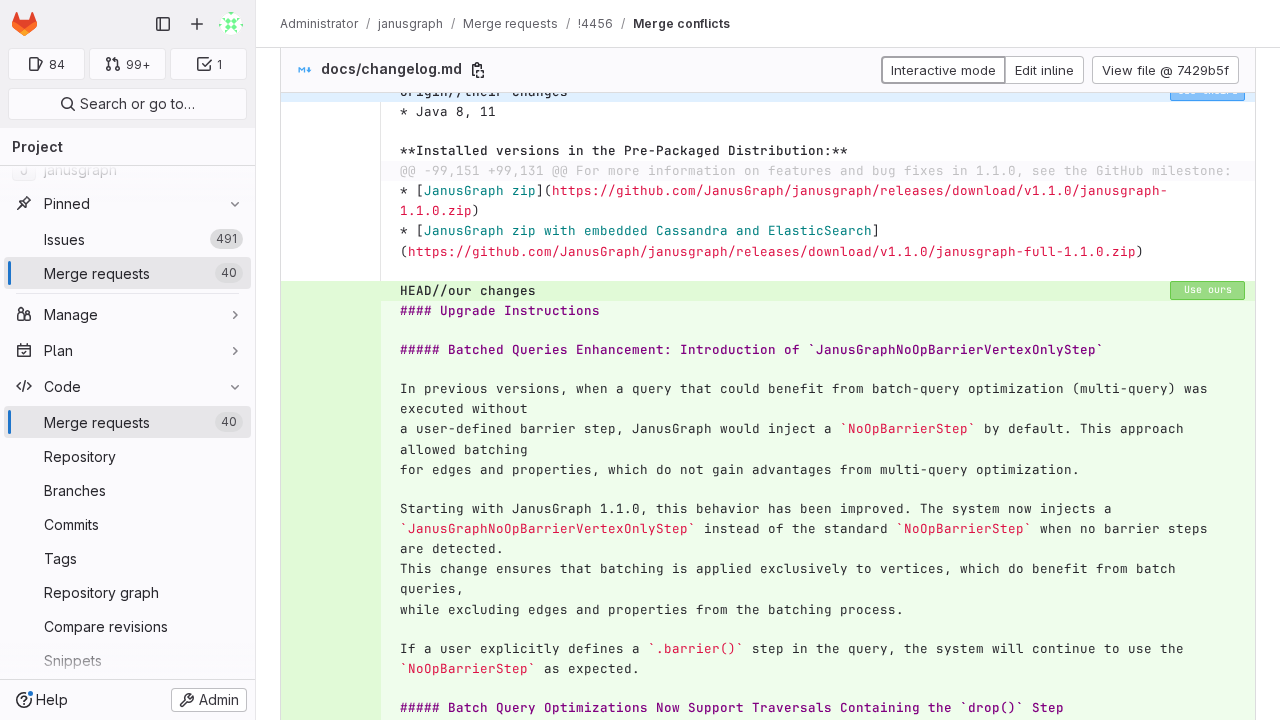 Administrator / janusgraph / Merge requests / !4456 / Merge conflicts
84
99+
1
Search or go to…
Project
janusgraph
Pinned
Issues 491
Merge requests 40
Manage
Plan
Code
Merge requests 40
Repository
Branches
Commits
Tags
Repository graph
Compare revisions
Snippets
Help
Admin
docs/changelog.md
Interactive mode
Edit inline
View file @ 7429b5f
origin//their changes
* Java 8, 11
**Installed versions in the Pre-Packaged Distribution:**
@@ -99,151 +99,131 @@ For more information on features and bug fixes in 1.1.0, see the GitHub milestone:
* [JanusGraph zip](https://github.com/JanusGraph/janusgraph/releases/download/v1.1.0/janusgraph-
1.1.0.zip)
* [JanusGraph zip with embedded Cassandra and ElasticSearch]
(https://github.com/JanusGraph/janusgraph/releases/download/v1.1.0/janusgraph-full-1.1.0.zip)
HEAD//our changes
Use ours
#### Upgrade Instructions
##### Batched Queries Enhancement: Introduction of `JanusGraphNoOpBarrierVertexOnlyStep`
In previous versions, when a query that could benefit from batch-query optimization (multi-query) was
executed without
a user-defined barrier step, JanusGraph would inject a `NoOpBarrierStep` by default. This approach
allowed batching
for edges and properties, which do not gain advantages from multi-query optimization.
Starting with JanusGraph 1.1.0, this behavior has been improved. The system now injects a
`JanusGraphNoOpBarrierVertexOnlyStep` instead of the standard `NoOpBarrierStep` when no barrier steps
are detected.
This change ensures that batching is applied exclusively to vertices, which do benefit from batch
queries,
while excluding edges and properties from the batching process.
If a user explicitly defines a `.barrier()` step in the query, the system will continue to use the
`NoOpBarrierStep` as expected.
##### Batch Query Optimizations Now Support Traversals Containing the `drop()` Step